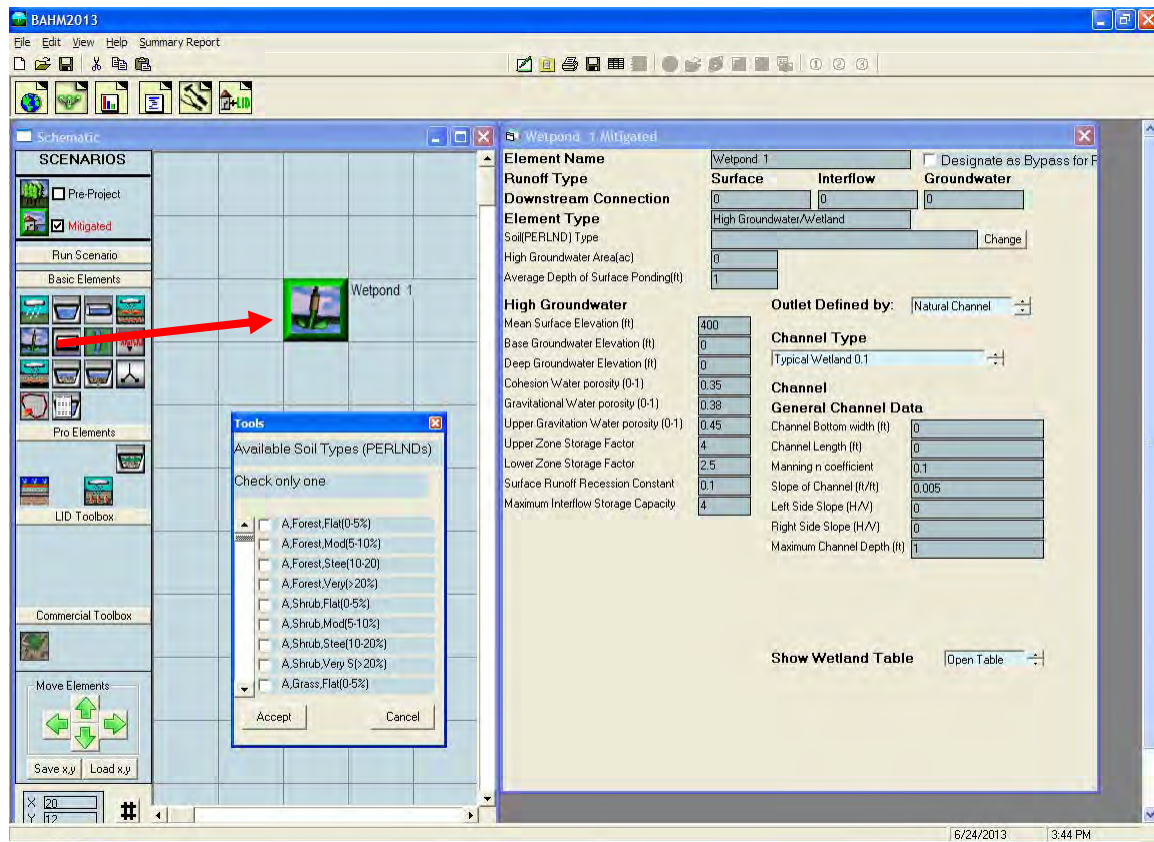 BAHM2013
File Edit View Help Summary Report
Schematic
SCENARIOS
Pre-Project
Mitigated
Run Scenario
Basic Elements
Pro Elements
LID Toolbox
Commercial Toolbox
Move Elements
Save x,y Load x,y
X 20
Y 12
#
Wetpond 1
Tools
Available Soil Types (PERLNDs)
Check only one
A,Forest,Flat(0-5%)
A,Forest,Mod(5-10%)
A,Forest,Stee(10-20)
A,Forest,Very(>20%)
A,Shrub,Flat(0-5%)
A,Shrub,Mod(5-10%)
A,Shrub,Stee(10-20%)
A,Shrub,Very S(>20%)
A,Grass,Flat(0-5%)
Accept Cancel
Wetpond 1 Mitigated
Element Name Wetpond 1 Designate as Bypass for P
Runoff Type Surface Interflow Groundwater
Downstream Connection 0 0 0
Element Type High Groundwater/Wetland
Soil(PERLND) Type Change
High Groundwater Area(ac) 0
Average Depth of Surface Ponding(ft) 1
High Groundwater
Mean Surface Elevation (ft) 400
Base Groundwater Elevation (ft) 0
Deep Groundwater Elevation (ft) 0
Cohesion Water porosity (0-1) 0.35
Gravitational Water porosity (0-1) 0.38
Upper Gravitation Water porosity (0-1) 0.45
Upper Zone Storage Factor 4
Lower Zone Storage Factor 2.5
Surface Runoff Recession Constant 0.1
Maximum Interflow Storage Capacity 4
Outlet Defined by: Natural Channel
Channel Type
Typical Wetland 0.1
Channel
General Channel Data
Channel Bottom width (ft) 0
Channel Length (ft) 0
Manning n coefficient 0.1
Slope of Channel (ft/ft) 0.005
Left Side Slope (H/V) 0
Right Side Slope (H/V) 0
Maximum Channel Depth (ft) 1
Show Wetland Table Open Table
6/24/2013 3:44 PM